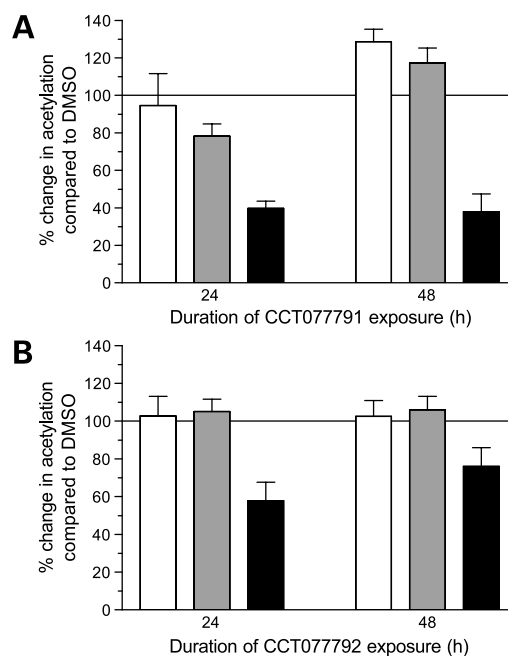 A
% change in acetylation
compared to DMSO
140
120
100
80
60
40
20
0
24
48
Duration of CCT077791 exposure (h)
B
% change in acetylation
compared to DMSO
140
120
100
80
60
40
20
0
24
48
Duration of CCT077792 exposure (h)